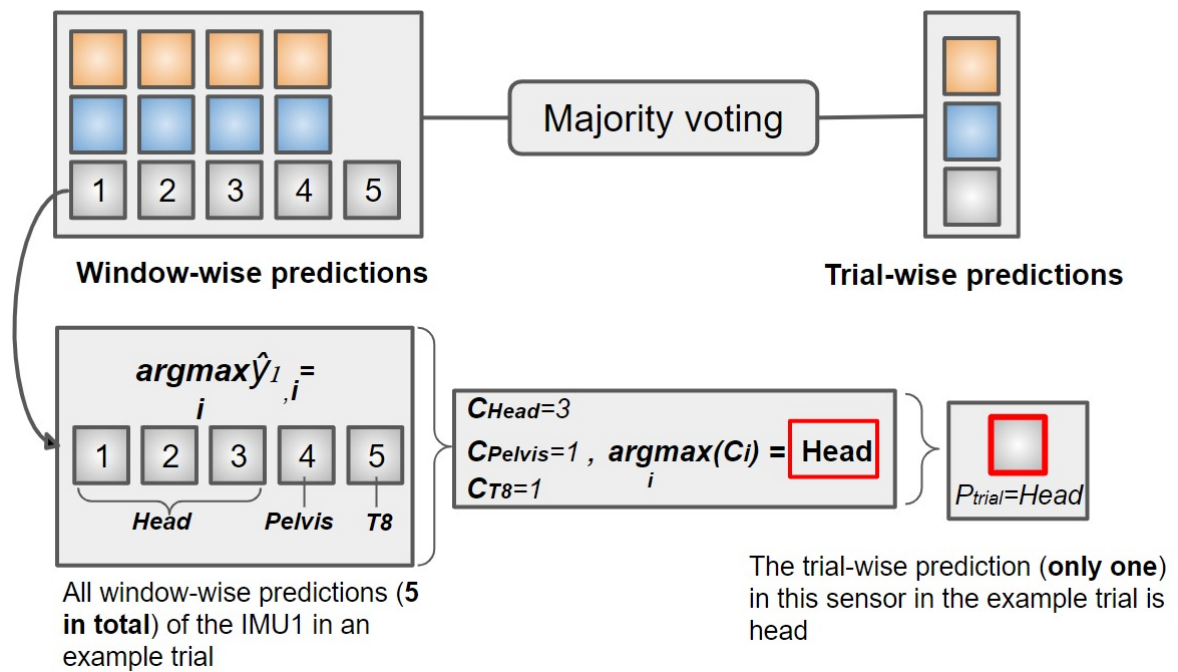 Majority voting
1 2 3 4 5
Window-wise predictions
Trial-wise predictions
argmaxŷ1,i=
i
1 2 3 4 5
Head Pelvis T8
CHead=3
CPelvis=1 , argmax(Ci) = Head
i
CT8=1
Ptrial=Head
All window-wise predictions (5
in total) of the IMU1 in an
example trial
The trial-wise prediction (only one)
in this sensor in the example trial is
head